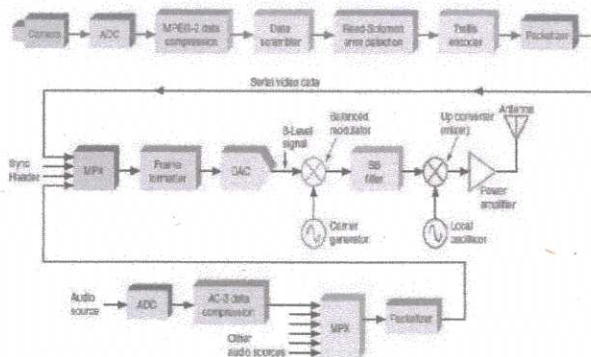 Camera
ADC
MPEG-2 data
compression
Data
scrambler
Reed-Solomon
error detection
Trellis
encoder
Packetizer
Serial video data
Antenna
8-Level
signal
Balanced
modulator
Up converter
(mixer)
Sync
Header
MPX
Frame
formatter
DAC
SB
filter
Power
amplifier
Carrier
generator
Local
oscillator
Audio
source
ADC
AC-3 data
compression
MPX
Packetizer
Other
audio sources